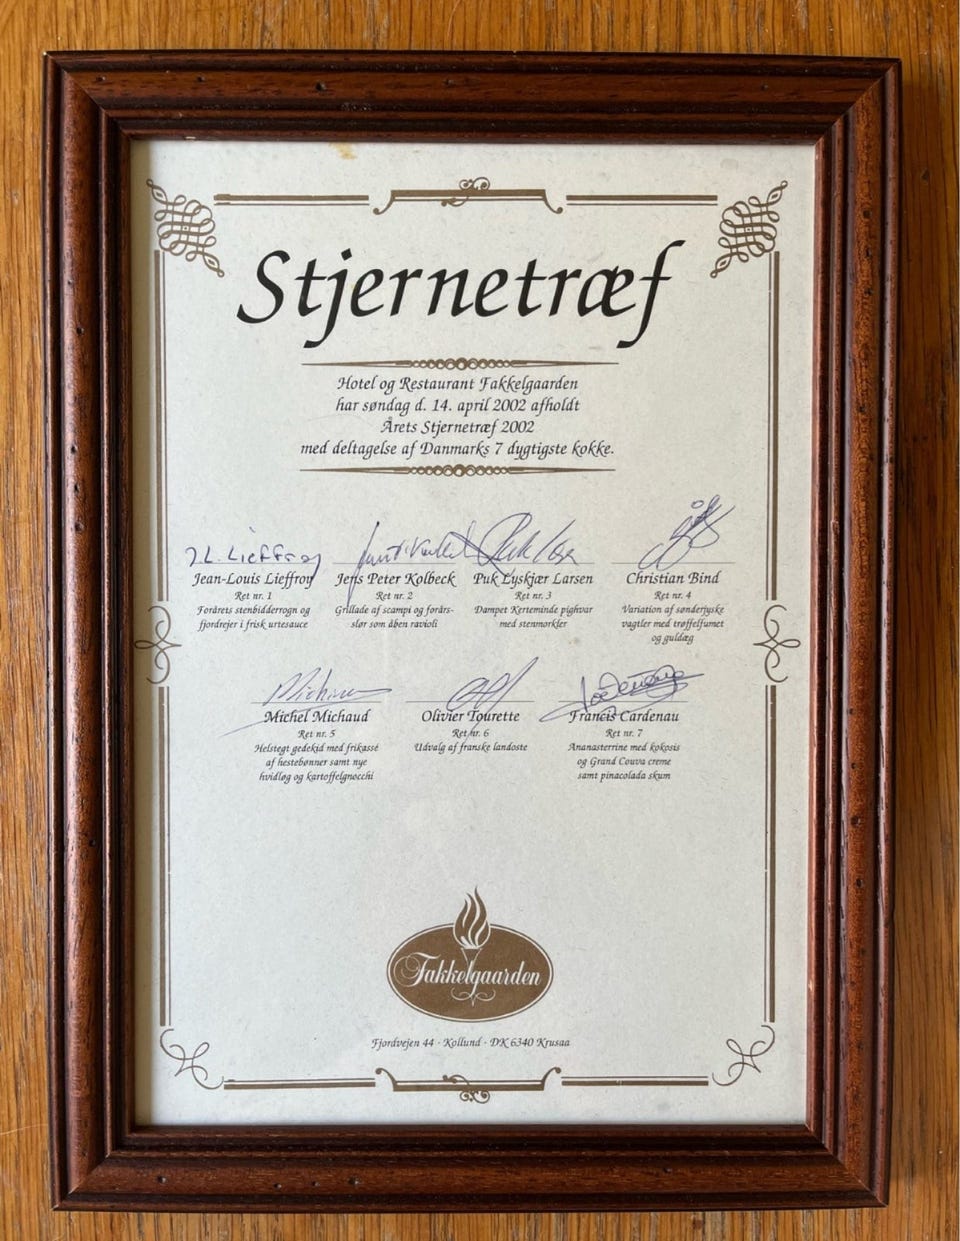 Stjernetræf
Hotel og Restaurant Fakkelgaarden
har søndag d. 14. april 2002 afholdt
Årets Stjernetræf 2002
med deltagelse af Danmarks 7 dygtigste kokke.
J.L. Lieffroy
Jean-Louis Lieffroy
Ret nr. 1
Forårets stenbidderrogn og
fjordrejer i frisk urtesauce
Jens Peter Kolbeck
Ret nr. 2
Grillade af scampi og forårs-
slør som åben ravioli
Puk Lyskjær Larsen
Ret nr. 3
Dampet Kerteminde pighvar
med stenmorkler
Christian Bind
Ret nr. 4
Variation af sønderjyske
vagtler med trøffelfumet
og guldæg
Michel Michaud
Ret nr. 5
Helstegt gedekid med frikassé
af hestebønner samt nye
hvidløg og kartoffelgnocchi
Olivier Tourette
Ret nr. 6
Udvalg af franske landoste
Francis Cardenau
Ret nr. 7
Ananasterrine med kokosis
og Grand Couva creme
samt pinacolada skum
Fakkelgaarden
Fjordvejen 44 · Kollund · DK 6340 Krusaa